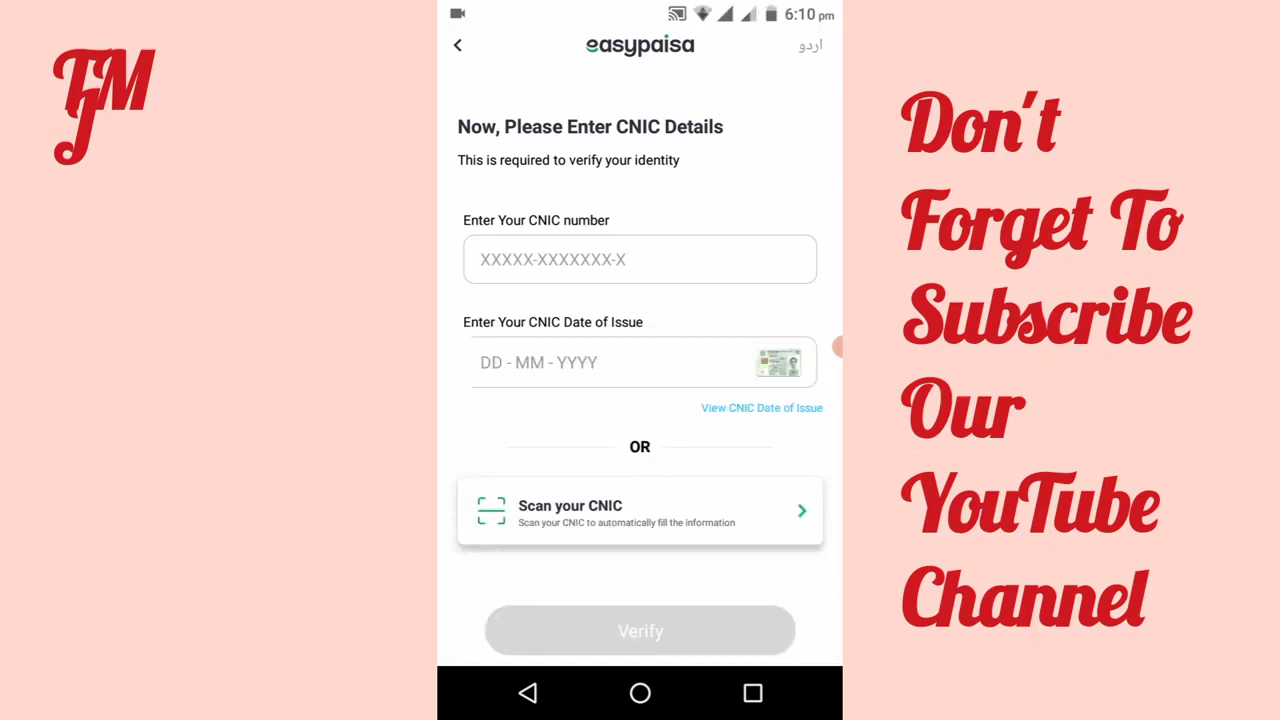 TM
J
6:10 pm
easypaisa
اردو
Now, Please Enter CNIC Details
This is required to verify your identity
Enter Your CNIC number
XXXXX-XXXXXXX-X
Enter Your CNIC Date of Issue
DD - MM - YYYY
View CNIC Date of Issue
OR
Scan your CNIC
Scan your CNIC to automatically fill the information
Verify
Don't
Forget To
Subscribe
Our
YouTube
Channel